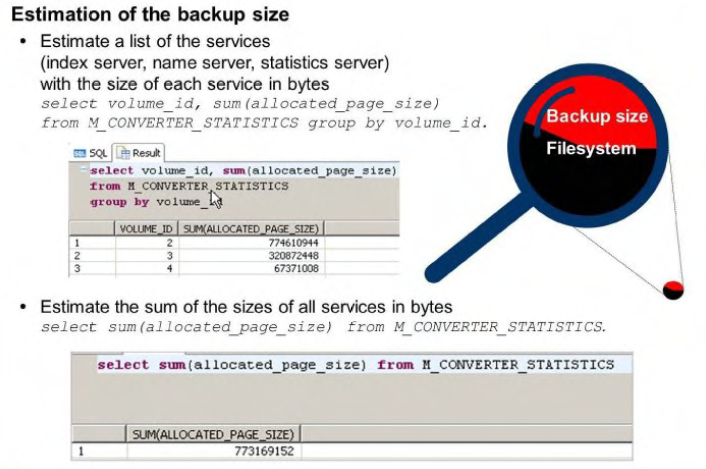 Estimation of the backup size
• Estimate a list of the services
(index server, name server, statistics server)
with the size of each service in bytes
select volume_id, sum(allocated_page_size)
from M_CONVERTER_STATISTICS group by volume_id.
Backup size
Filesystem
SQL Result
select volume_id, sum(allocated_page_size)
from M_CONVERTER_STATISTICS
group by volume_id
VOLUME_ID SUM(ALLOCATED_PAGE_SIZE)
1 2 774610944
2 3 320872448
3 4 67371008
• Estimate the sum of the sizes of all services in bytes
select sum(allocated_page_size) from M_CONVERTER_STATISTICS.
select sum(allocated_page_size) from M_CONVERTER_STATISTICS
SUM(ALLOCATED_PAGE_SIZE)
1 773169152